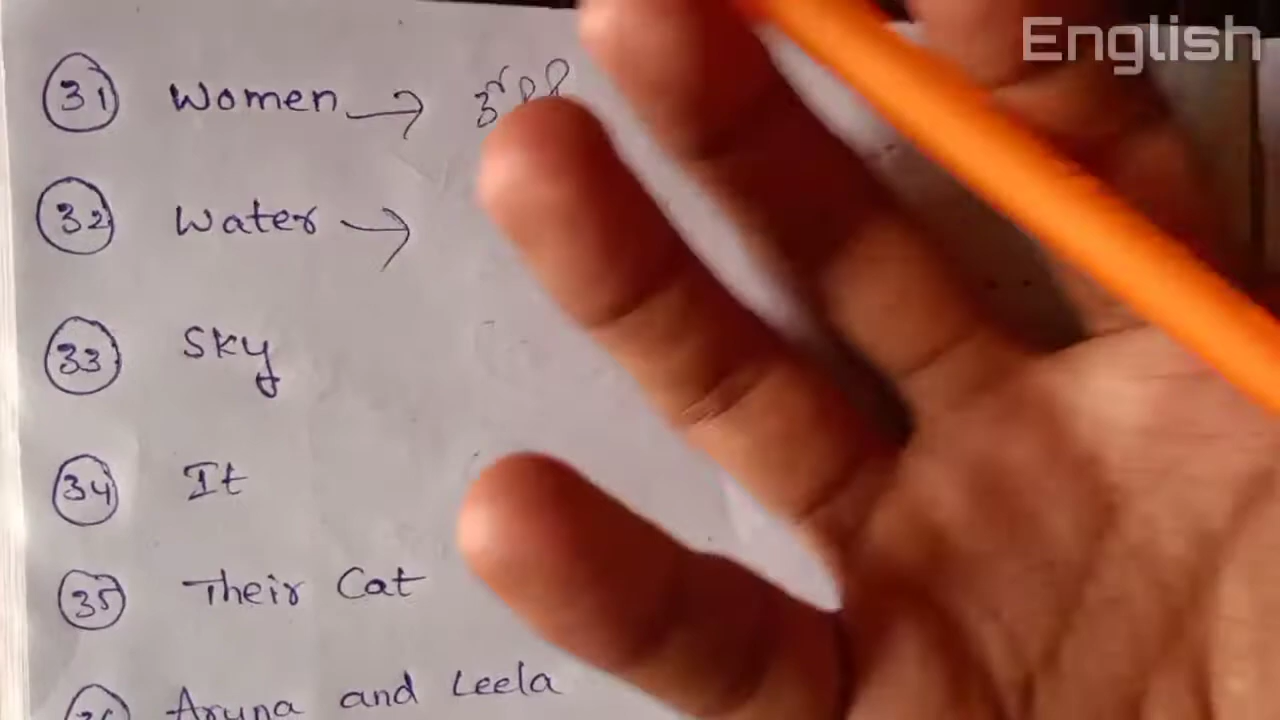 English
31 Women →
32 Water →
33 Sky
34 It
35 Their Cat
Aruna and Leela